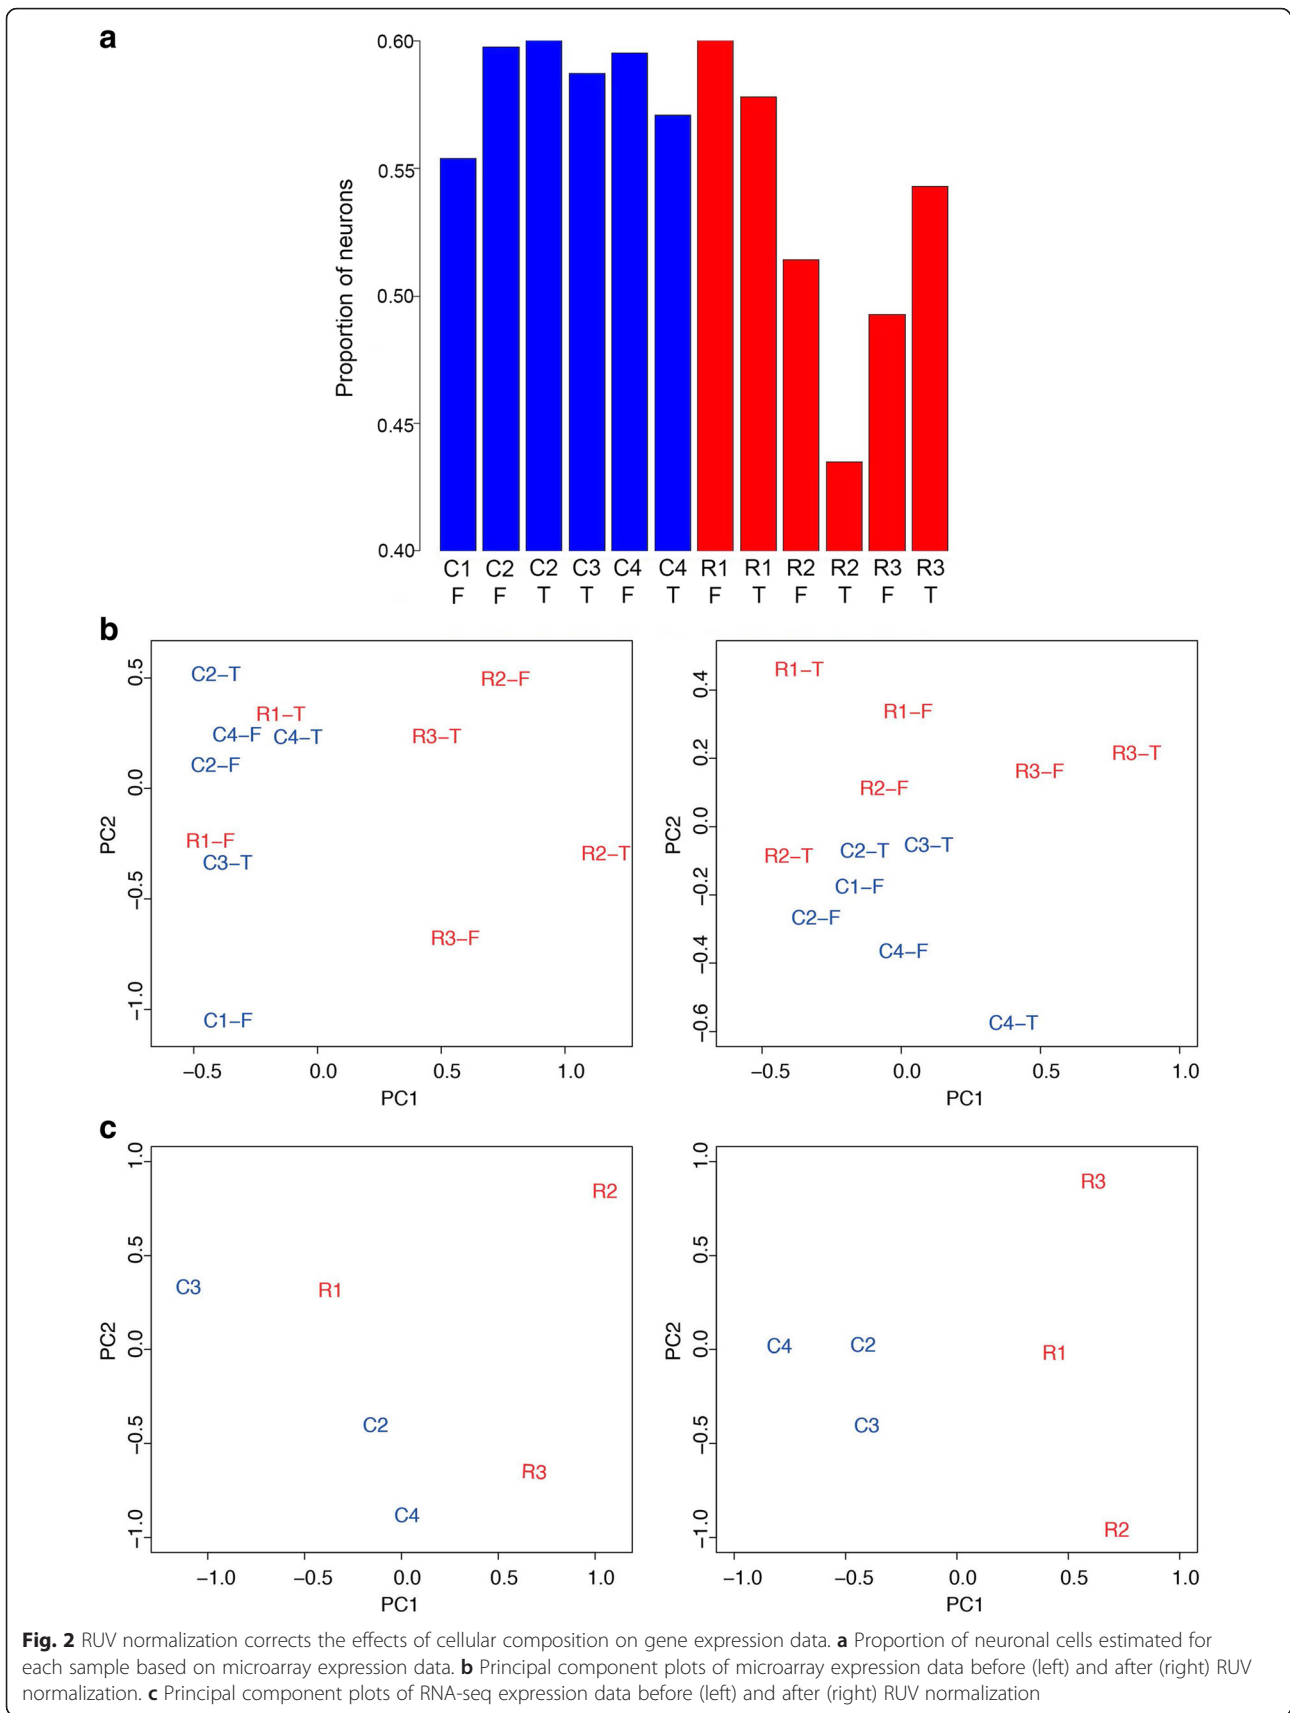 a
0.60
0.55
0.50
0.45
0.40
Proportion of neurons
C1 C2 C2 C3 C4 C4 R1 R1 R2 R2 R3 R3
F F T T F T F T F T F T
b
0.5
0.0
−0.5
−1.0
PC2
C2−T
R2−F
R1−T
C4−F C4−T
R3−T
C2−F
R1−F
C3−T
R2−T
R3−F
C1−F
−0.5 0.0 0.5 1.0
PC1
0.4
0.2
0.0
−0.2
−0.4
−0.6
PC2
R1−T
R1−F
R3−T
R3−F
R2−F
C2−T C3−T
R2−T
C1−F
C2−F
C4−F
C4−T
−0.5 0.0 0.5 1.0
PC1
c
1.0
0.5
0.0
−0.5
−1.0
PC2
R2
C3 R1
C2
R3
C4
−1.0 −0.5 0.0 0.5 1.0
PC1
1.0
0.5
0.0
−0.5
−1.0
PC2
R3
C4 C2
R1
C3
R2
−1.0 −0.5 0.0 0.5 1.0
PC1
Fig. 2 RUV normalization corrects the effects of cellular composition on gene expression data. a Proportion of neuronal cells estimated for
each sample based on microarray expression data. b Principal component plots of microarray expression data before (left) and after (right) RUV
normalization. c Principal component plots of RNA-seq expression data before (left) and after (right) RUV normalization